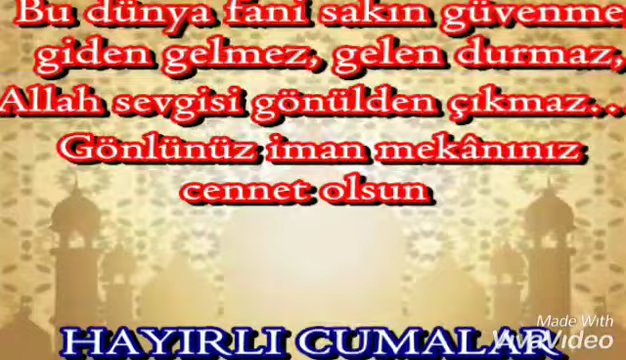 Bu dünya fani sakın güvenme
giden gelmez, gelen durmaz,
Allah sevgisi gönülden çıkmaz...
Gönlünüz iman mekânınız
cennet olsun
HAYIRLI CUMALAR
Made With
VivaVideo